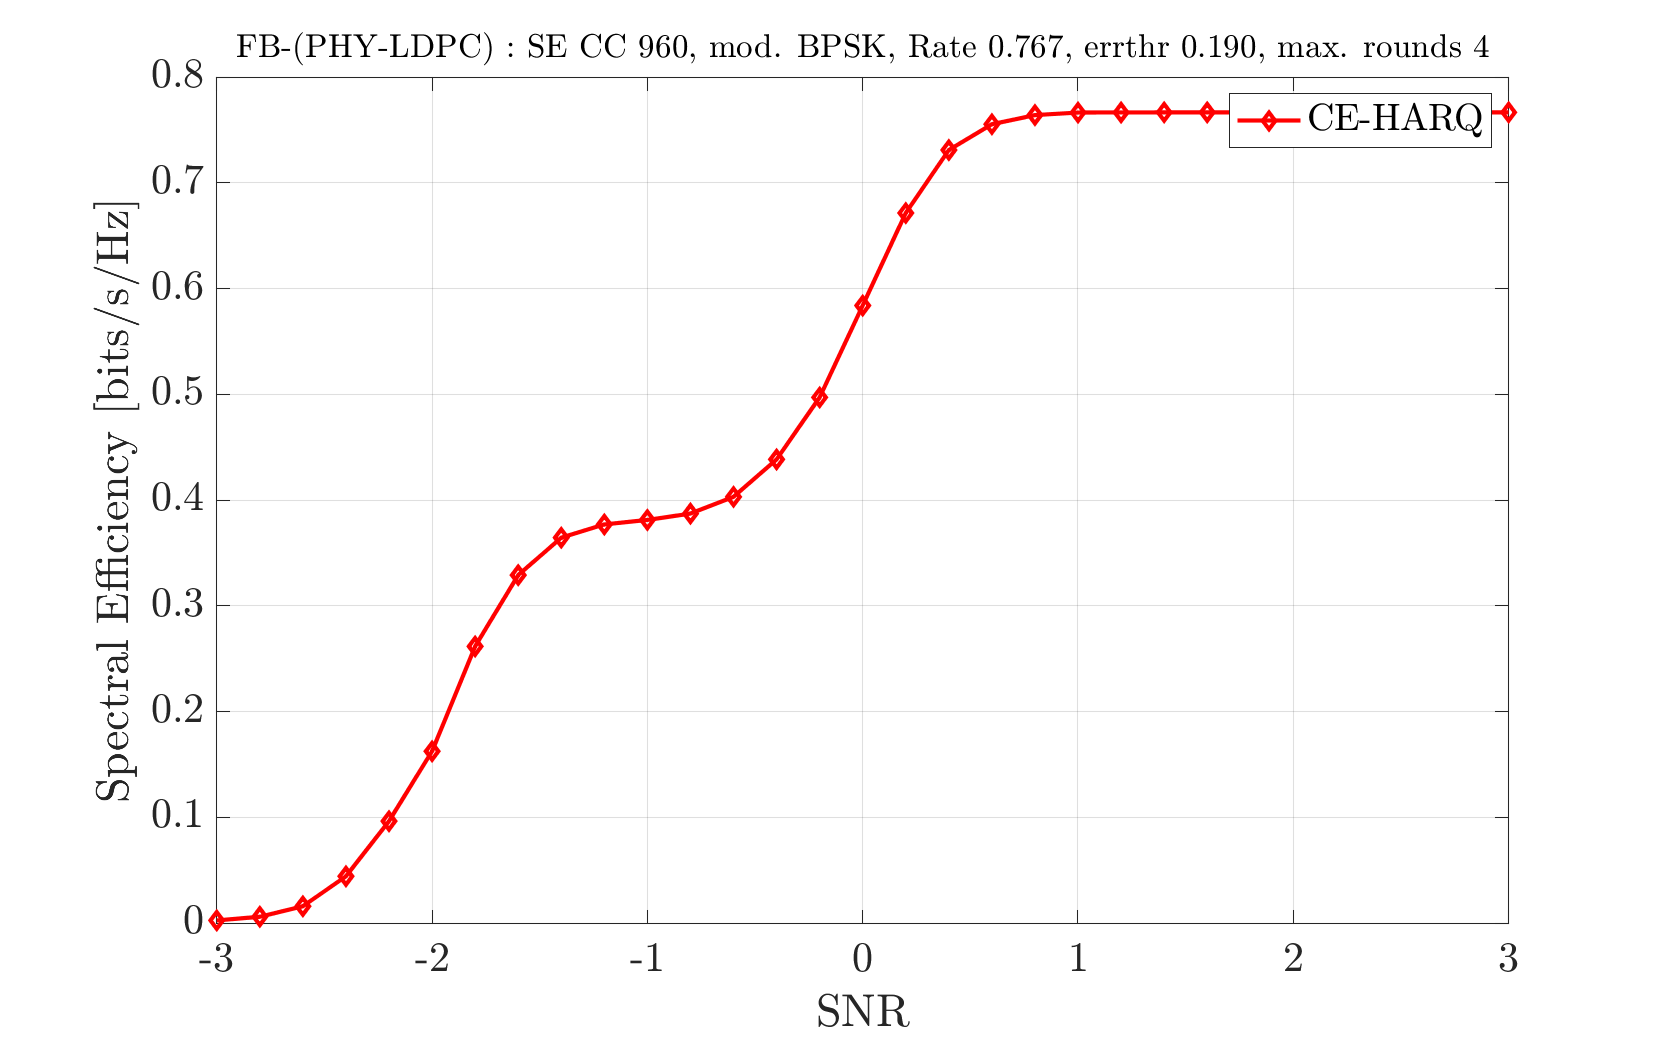 FB-(PHY-LDPC) : SE CC 960, mod. BPSK, Rate 0.767, errthr 0.190, max. rounds 4
CE-HARQ
Spectral Efficiency [bits/s/Hz]
0.8
0.7
0.6
0.5
0.4
0.3
0.2
0.1
0
-3 -2 -1 0 1 2 3
SNR